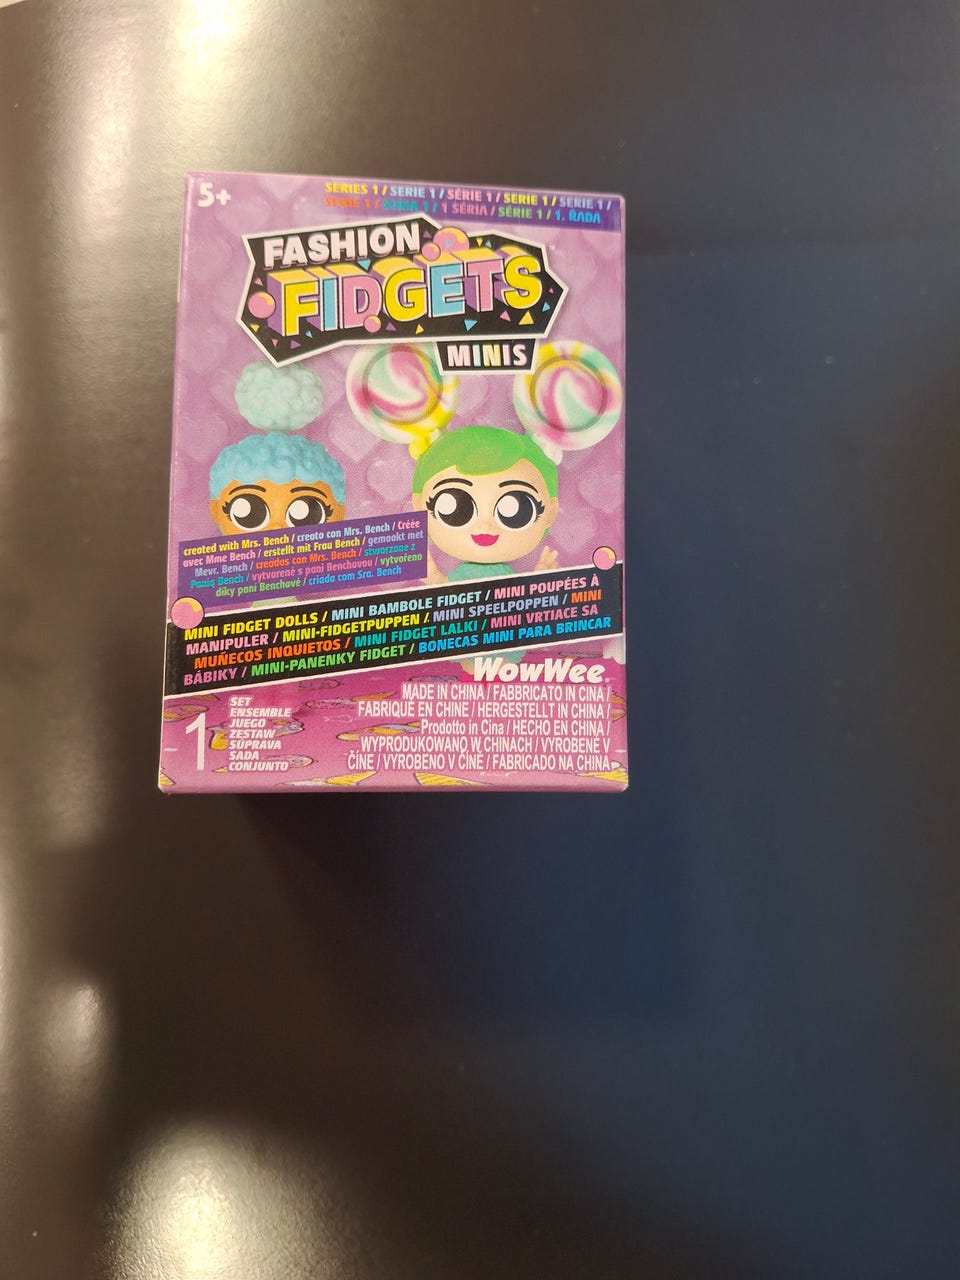 5+
SERIES 1 / SERIE 1 / SÉRIE 1 / SERIE 1 / SERIE 1 /
SERIE 1 / SERIA 1 / 1 SÉRIA / SÉRIE 1 / 1. ŘADA
FASHION
FIDGETS
MINIS
created with Mrs. Bench / creato con Mrs. Bench / Créée
avec Mme Bench / erstellt mit Frau Bench / gemaakt met
Mevr. Bench / creadas con Mrs. Bench / stworzone z
Panią Bench / vytvorené s pani Benchovou / vytvořeno
díky paní Benchové / criada com Sra. Bench
MINI FIDGET DOLLS / MINI BAMBOLE FIDGET / MINI POUPÉES À
MANIPULER / MINI-FIDGETPUPPEN / MINI SPEELPOPPEN / MINI
MUÑECOS INQUIETOS / MINI FIDGET LALKI / MINI VRTIACE SA
BÁBIKY / MINI-PANENKY FIDGET / BONECAS MINI PARA BRINCAR
WowWee®
MADE IN CHINA / FABBRICATO IN CINA /
FABRIQUÉ EN CHINE / HERGESTELLT IN CHINA /
Prodotto in Cina / HECHO EN CHINA /
WYPRODUKOWANO W CHINACH / VYROBENÉ V
ČÍNE / VYROBENO V ČÍNĚ / FABRICADO NA CHINA
1
SET
ENSEMBLE
JUEGO
ZESTAW
SÚPRAVA
SADA
CONJUNTO